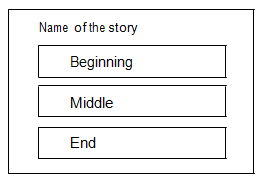 Name of the story
Beginning
Middle
End